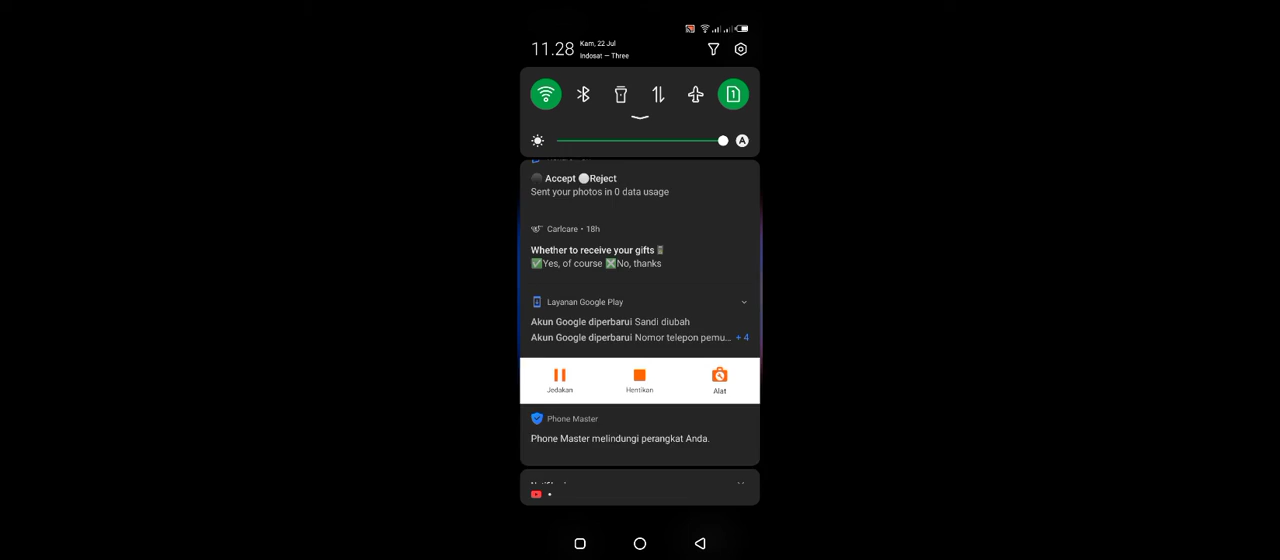 11.28
Kam, 22 Jul
Indosat — Three
1
A
Accept Reject
Sent your photos in 0 data usage
Carlcare • 18h
Whether to receive your gifts
✅Yes, of course ❎No, thanks
Layanan Google Play
Akun Google diperbarui Sandi diubah
Akun Google diperbarui Nomor telepon pemu... + 4
Jedakan
Hentikan
Alat
Phone Master
Phone Master melindungi perangkat Anda.